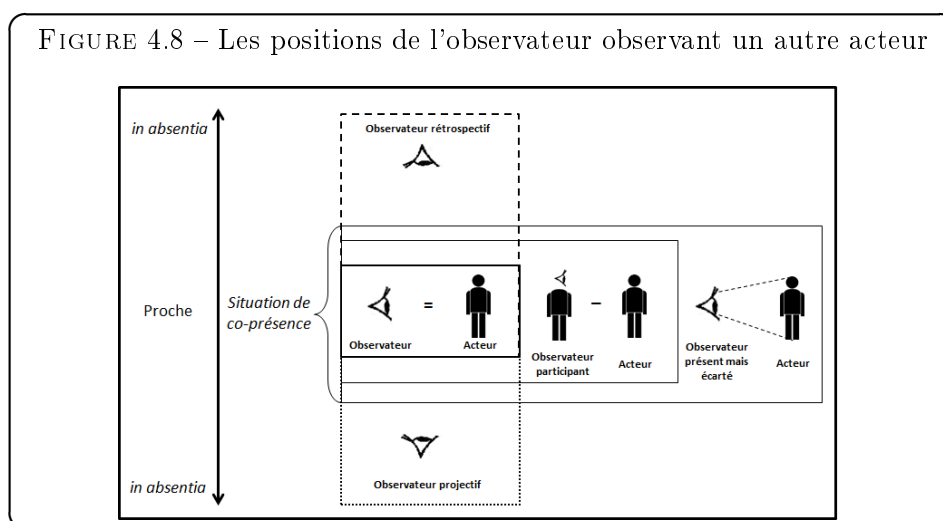 FIGURE 4.8 – Les positions de l'observateur observant un autre acteur
in absentia
Observateur rétrospectif
Proche
Situation de
co-présence
=
–
Observateur
Acteur
Observateur
participant
Acteur
Observateur
présent mais
écarté
Acteur
in absentia
Observateur projectif